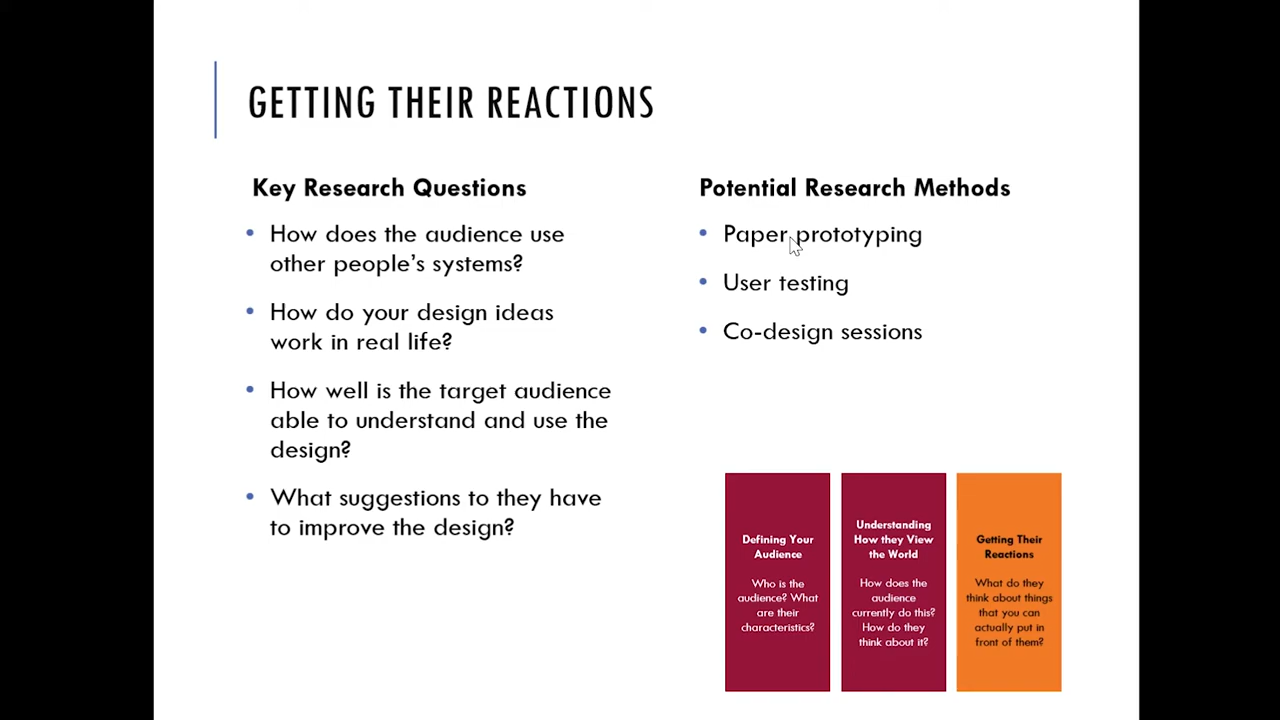 GETTING THEIR REACTIONS
Key Research Questions
• How does the audience use
other people's systems?
• How do your design ideas
work in real life?
• How well is the target audience
able to understand and use the
design?
• What suggestions to they have
to improve the design?
Potential Research Methods
• Paper prototyping
• User testing
• Co-design sessions
Defining Your
Audience
Who is the
audience? What
are their
characteristics?
Understanding
How they View
the World
How does the
audience
currently do this?
How do they
think about it?
Getting Their
Reactions
What do they
think about things
that you can
actually put in
front of them?